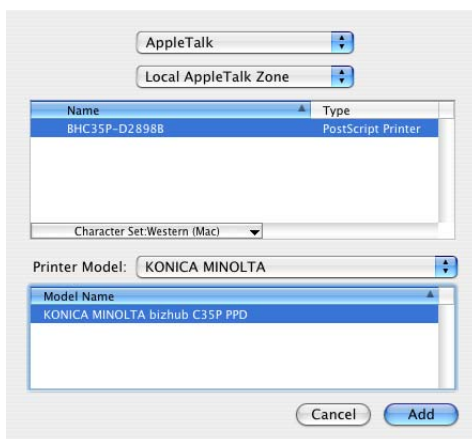 AppleTalk
Local AppleTalk Zone
Name Type
BHC35P-D2898B PostScript Printer
Character Set:Western (Mac)
Printer Model: KONICA MINOLTA
Model Name
KONICA MINOLTA bizhub C35P PPD
Cancel Add